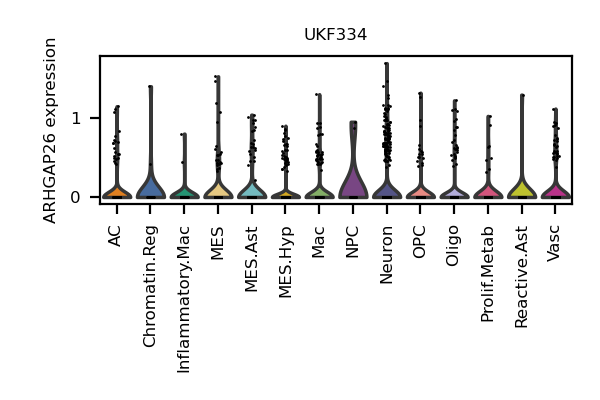 UKF334
ARHGAP26 expression
1
0
AC
Chromatin.Reg
Inflammatory.Mac
MES
MES.Ast
MES.Hyp
Mac
NPC
Neuron
OPC
Oligo
Prolif.Metab
Reactive.Ast
Vasc